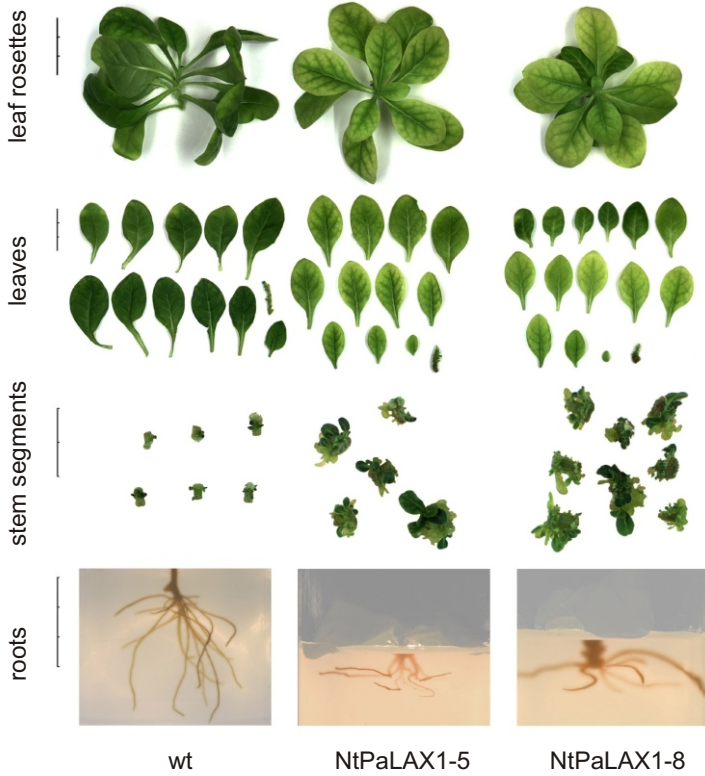 leaf rosettes
leaves
stem segments
roots
wt
NtPaLAX1-5
NtPaLAX1-8